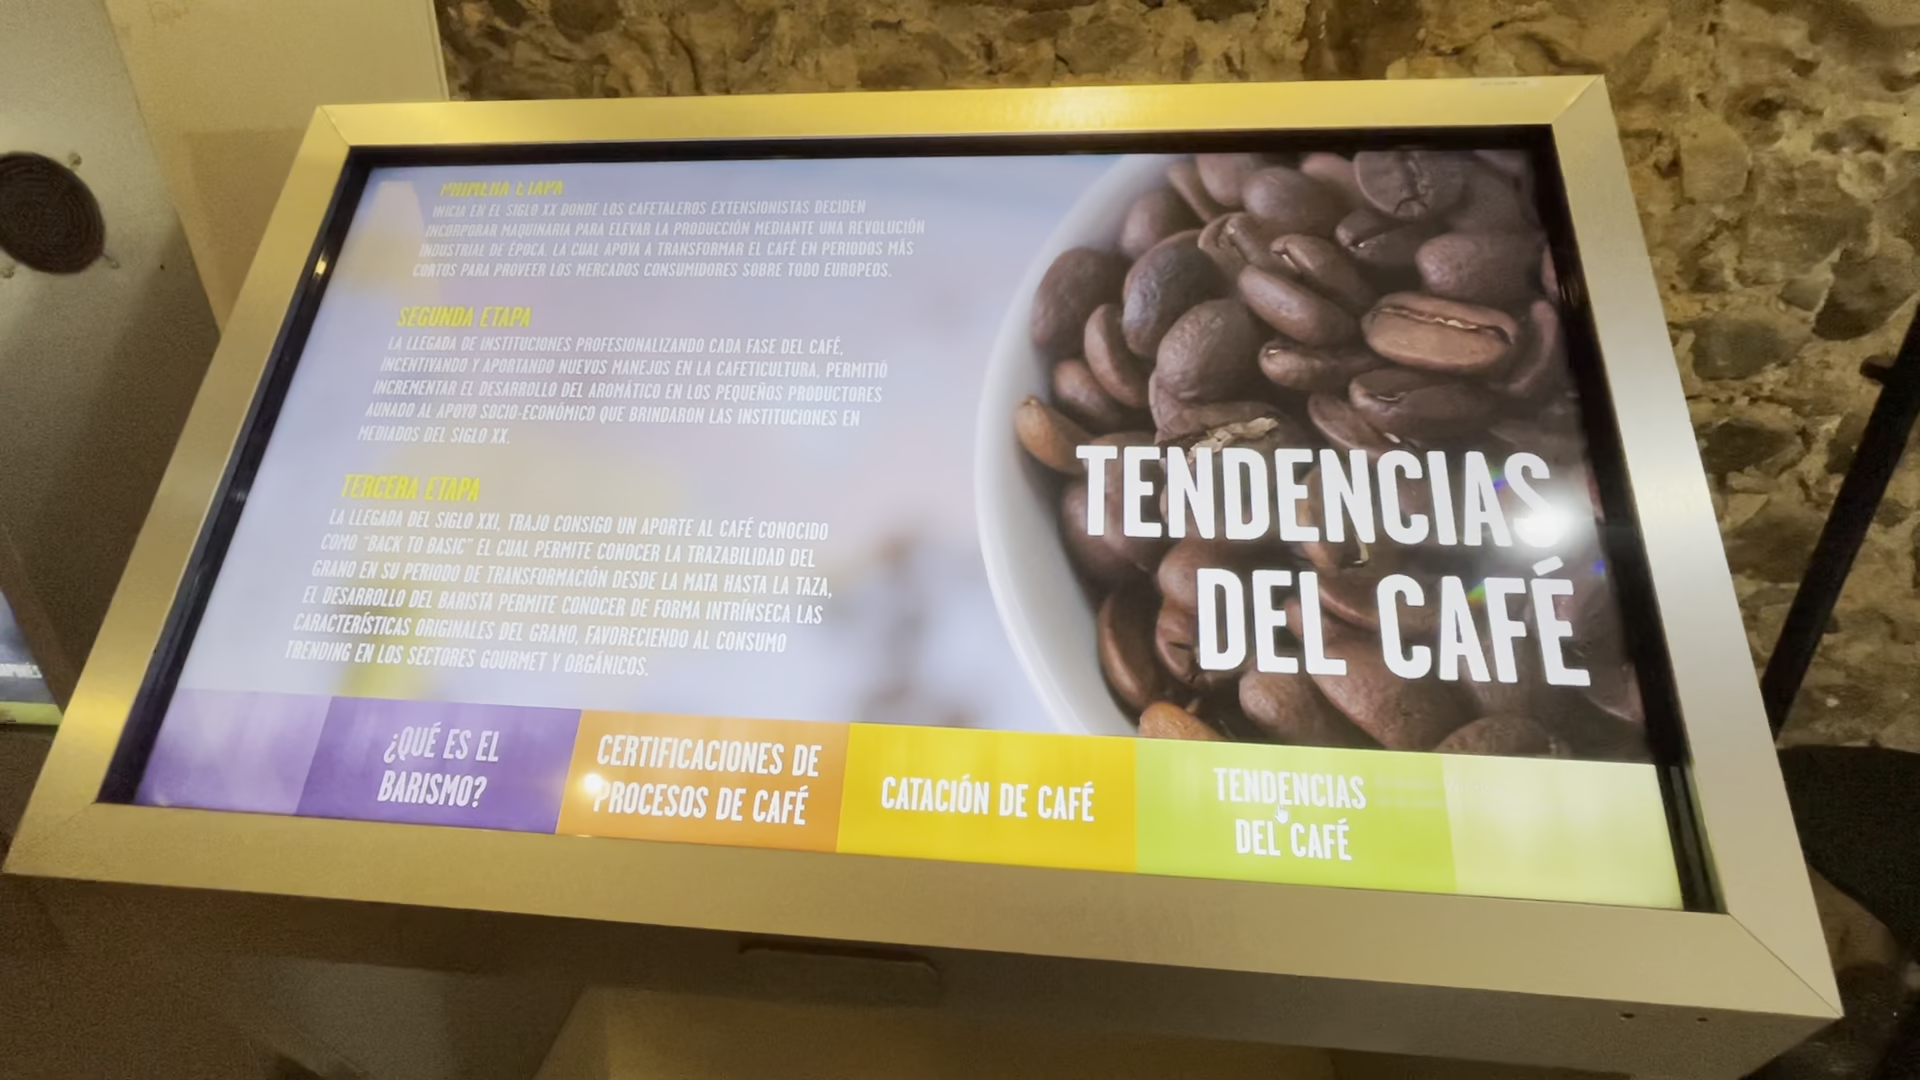 PRIMERA ETAPA
INICIA EN EL SIGLO XX DONDE LOS CAFETALEROS EXTENSIONISTAS DECIDEN
INCORPORAR MAQUINARIA PARA ELEVAR LA PRODUCCIÓN MEDIANTE UNA REVOLUCIÓN
INDUSTRIAL DE ÉPOCA, LA CUAL APOYA A TRANSFORMAR EL CAFÉ EN PERIODOS MÁS
CORTOS PARA PROVEER LOS MERCADOS CONSUMIDORES SOBRE TODO EUROPEOS.
SEGUNDA ETAPA
LA LLEGADA DE INSTITUCIONES PROFESIONALIZANDO CADA FASE DEL CAFÉ,
INCENTIVANDO Y APORTANDO NUEVOS MANEJOS EN LA CAFETICULTURA, PERMITIÓ
INCREMENTAR EL DESARROLLO DEL AROMÁTICO EN LOS PEQUEÑOS PRODUCTORES
AUNADO AL APOYO SOCIO-ECONÓMICO QUE BRINDARON LAS INSTITUCIONES EN
MEDIADOS DEL SIGLO XX.
TERCERA ETAPA
LA LLEGADA DEL SIGLO XXI, TRAJO CONSIGO UN APORTE AL CAFÉ CONOCIDO
COMO "BACK TO BASIC" EL CUAL PERMITE CONOCER LA TRAZABILIDAD DEL
GRANO EN SU PERIODO DE TRANSFORMACIÓN DESDE LA MATA HASTA LA TAZA,
EL DESARROLLO DEL BARISTA PERMITE CONOCER DE FORMA INTRÍNSECA LAS
CARACTERÍSTICAS ORIGINALES DEL GRANO, FAVORECIENDO AL CONSUMO
TRENDING EN LOS SECTORES GOURMET Y ORGÁNICOS.
TENDENCIAS
DEL CAFÉ
¿QUÉ ES EL
BARISMO?
CERTIFICACIONES DE
PROCESOS DE CAFÉ
CATACIÓN DE CAFÉ
TENDENCIAS
DEL CAFÉ